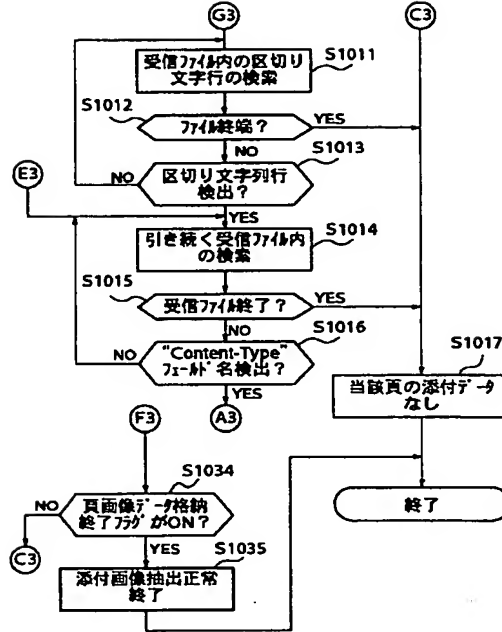 G3
C3
受信ファイル内の区切り
文字行の検索
S1011
S1012
ファイル終端？
YES
NO
S1013
区切り文字列行
検出？
NO
E3
YES
引き続く受信ファイル内
の検索
S1014
S1015
受信ファイル終了？
YES
NO
S1016
"Content-Type"
フィールド名検出？
NO
YES
A3
S1017
当該頁の添付データ
なし
終了
F3
S1034
頁画像データ格納
終了フラグがON？
NO
C3
YES
S1035
添付画像抽出正常
終了